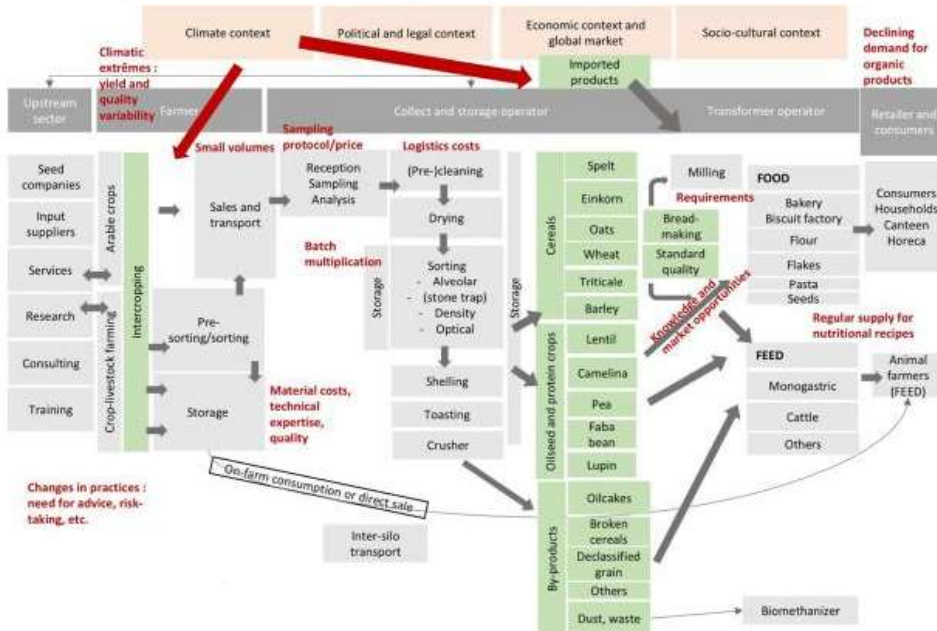 Climate context
Political and legal context
Economic context and
global market
Socio-cultural context
Declining
demand for
organic
products
Climatic
extrêmes :
yield and
quality
variability
Imported
products
Upstream
sector
Farmer
Collect and storage operator
Transformer operator
Retailer and
consumers
Seed
companies
Input
suppliers
Services
Research
Consulting
Training
Arable crops
Crop-livestock farming
Intercropping
Small volumes
Sales and
transport
Pre-
sorting/sorting
Storage
Sampling
protocol/price
Reception
Sampling
Analysis
Batch
multiplication
Material costs,
technical
expertise,
quality
Logistics costs
(Pre-)cleaning
Drying
Storage
Sorting
- Alveolar
- (stone trap)
- Density
- Optical
Storage
Shelling
Toasting
Crusher
Cereals
Spelt
Einkorn
Oats
Wheat
Triticale
Barley
Oilseed and protein crops
Lentil
Camelina
Pea
Faba
bean
Lupin
By-products
Oilcakes
Broken
cereals
Declassified
grain
Others
Dust, waste
Milling
Requirements
Bread-
making
Standard
quality
Knowledge and
market opportunities
FOOD
Bakery
Biscuit factory
Flour
Flakes
Pasta
Seeds
Consumers
Households
Canteen
Horeca
Regular supply for
nutritional recipes
FEED
Monogastric
Cattle
Others
Animal
farmers
(FEED)
Changes in practices :
need for advice, risk-
taking, etc.
On-farm consumption or direct sale
Inter-silo
transport
Biomethanizer